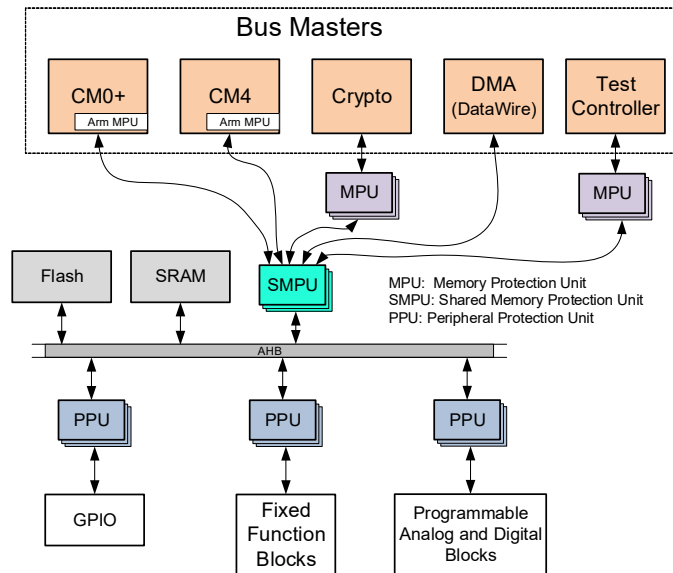 Bus Masters
CM0+
Arm MPU
CM4
Arm MPU
Crypto
DMA
(DataWire)
Test
Controller
MPU
MPU
Flash
SRAM
SMPU
MPU: Memory Protection Unit
SMPU: Shared Memory Protection Unit
PPU: Peripheral Protection Unit
AHB
PPU
PPU
PPU
GPIO
Fixed
Function
Blocks
Programmable
Analog and Digital
Blocks